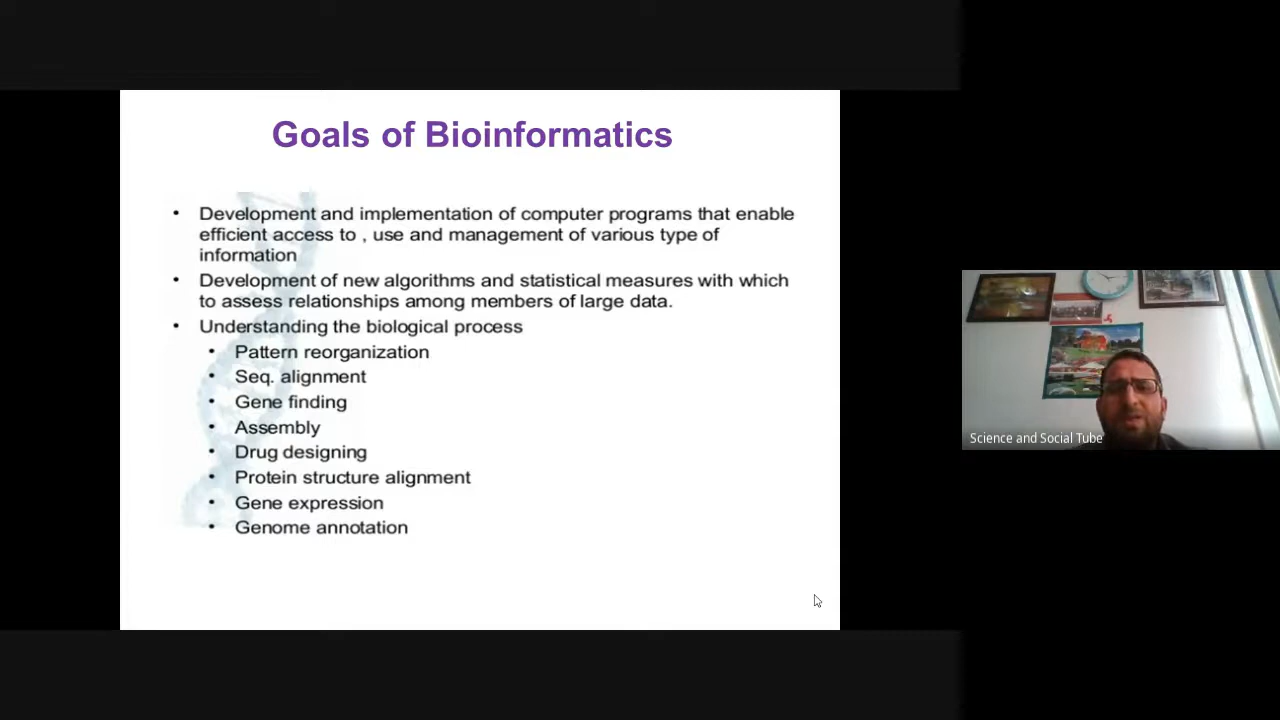 Goals of Bioinformatics
• Development and implementation of computer programs that enable
efficient access to , use and management of various type of
information
• Development of new algorithms and statistical measures with which
to assess relationships among members of large data.
• Understanding the biological process
• Pattern reorganization
• Seq. alignment
• Gene finding
• Assembly
• Drug designing
• Protein structure alignment
• Gene expression
• Genome annotation
Science and Social Tube